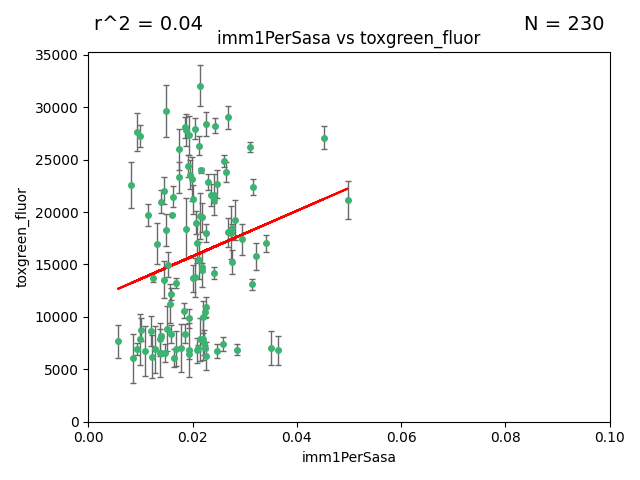 r^2 = 0.04
N = 230
imm1PerSasa vs toxgreen_fluor
35000
30000
25000
20000
15000
10000
5000
0
toxgreen_fluor
0.00
0.02
0.04
0.06
0.08
0.10
imm1PerSasa